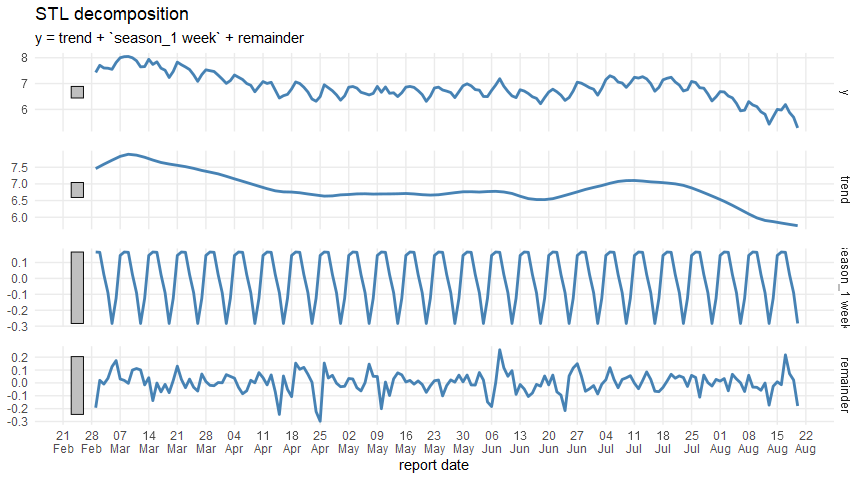 STL decomposition
y = trend + `season_1 week` + remainder
8
7
6
y
7.5
7.0
6.5
6.0
trend
0.1
0.0
-0.1
-0.2
-0.3
season_1 week
0.2
0.1
0.0
-0.1
-0.2
-0.3
remainder
21 28 07 14 21 28 04 11 18 25 02 09 16 23 30 06 13 20 27 04 11 18 25 01 08 15 22
Feb Feb Mar Mar Mar Mar Apr Apr Apr Apr May May May May May Jun Jun Jun Jun Jul Jul Jul Jul Aug Aug Aug Aug
report date